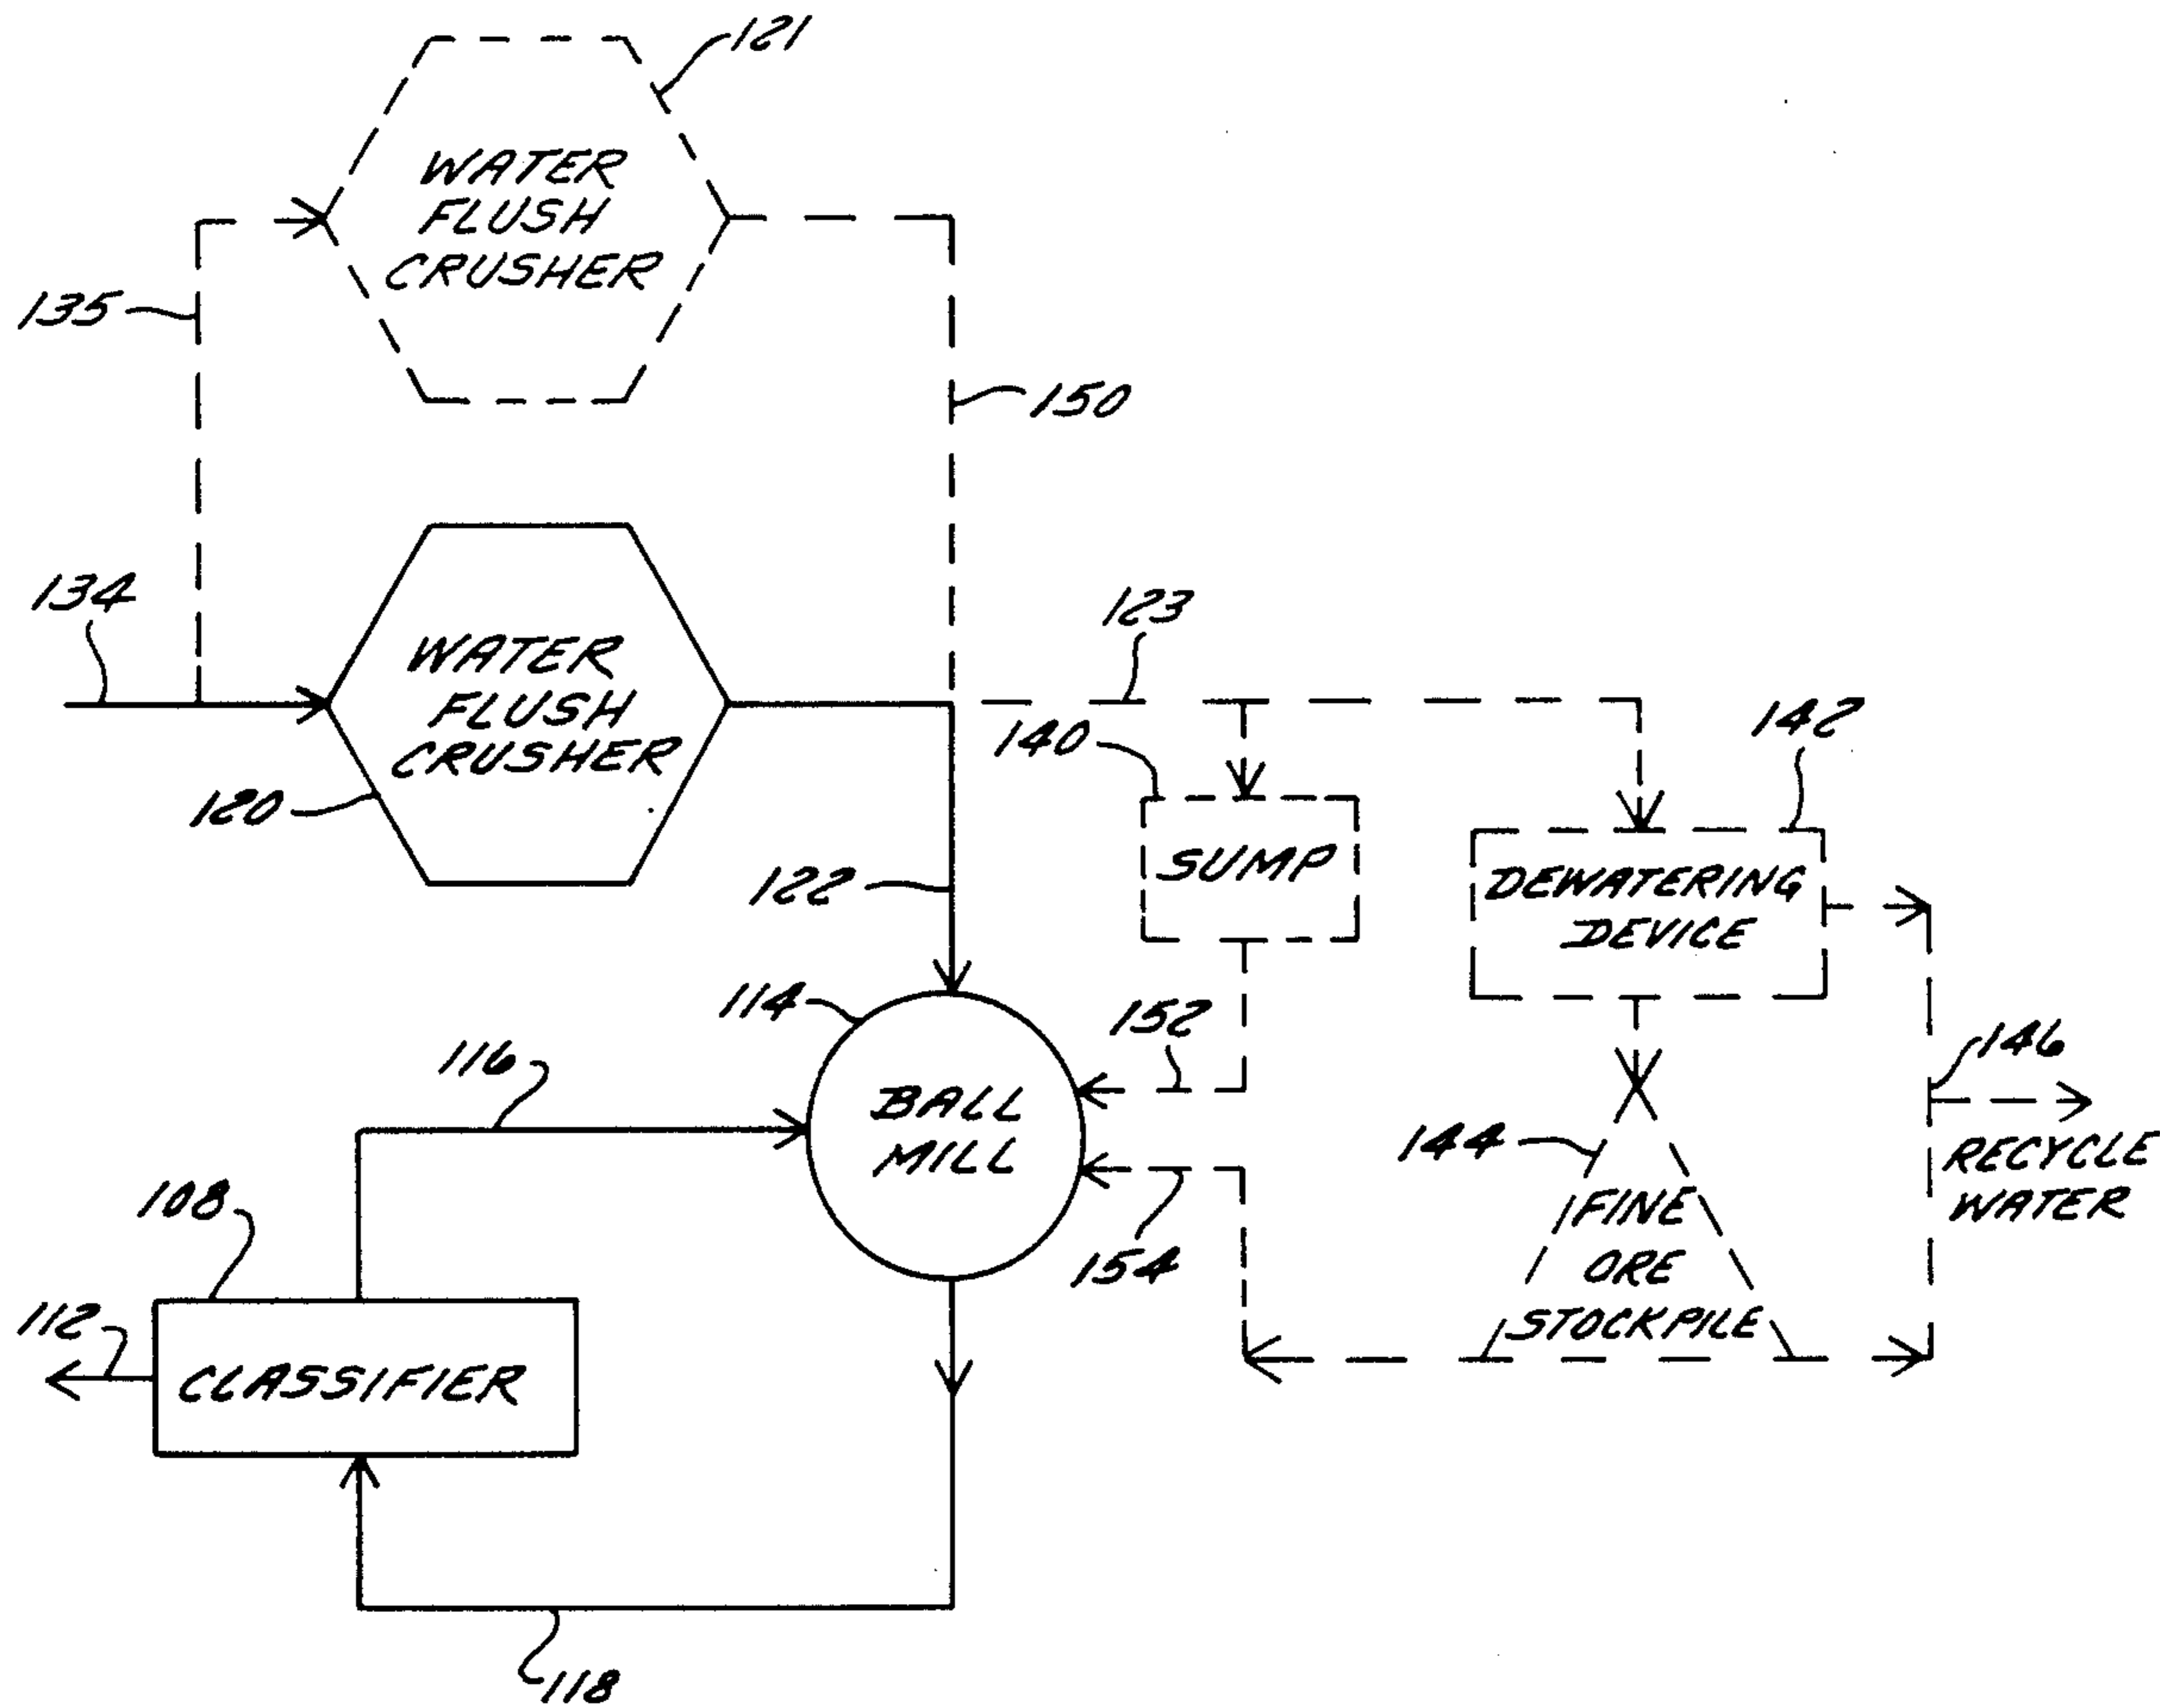 121
WATER
FLUSH
CRUSHER
135
150
134
WATER
FLUSH
CRUSHER
123
140
142
120
SUMP
DEWATERING
DEVICE
122
114
152
146
116
BALL
MILL
144
RECYCLE
WATER
108
154
FINE
ORE
STOCKPILE
112
CLASSIFIER
118